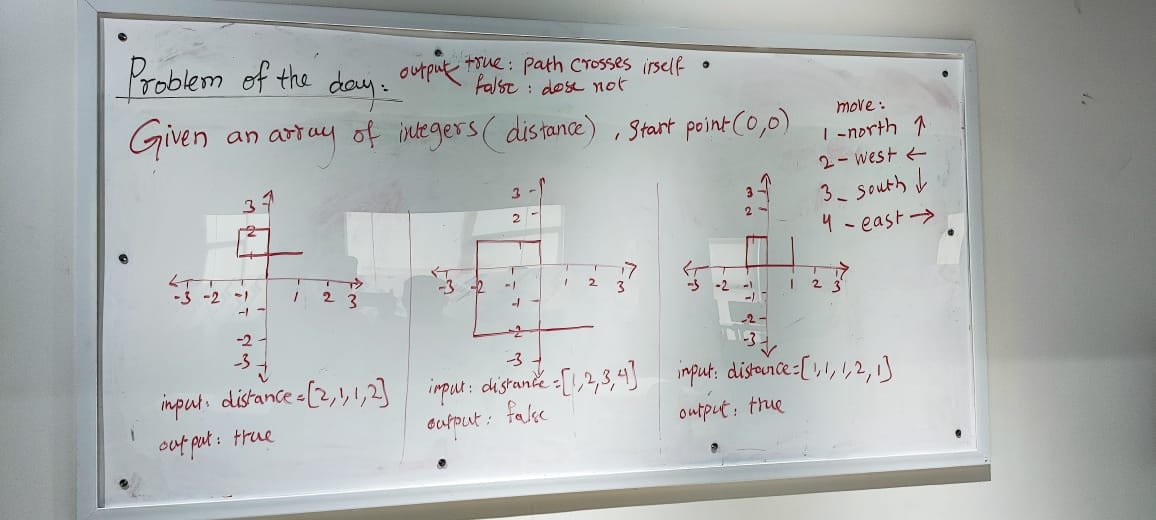 Problem of the day.
output true: path crosses irself
false: dose not
Given an array of integers (distance), start point (0,0)
move:
1 - north ↑
2 - west ←
3 - south ↓
4 - east →
3
2
1
-3 -2 -1 1 2 3
-1
-2
-3
input: distance = [2,1,1,2]
output: true
3
2
-3 -2 -1 1 2 3
-1
-2
-3
input: distance = [1,2,3,4]
output: false
3
2
-3 -2 -1 1 2 3
-1
-2
-3
input: distance = [1,1,1,2,1]
output: true